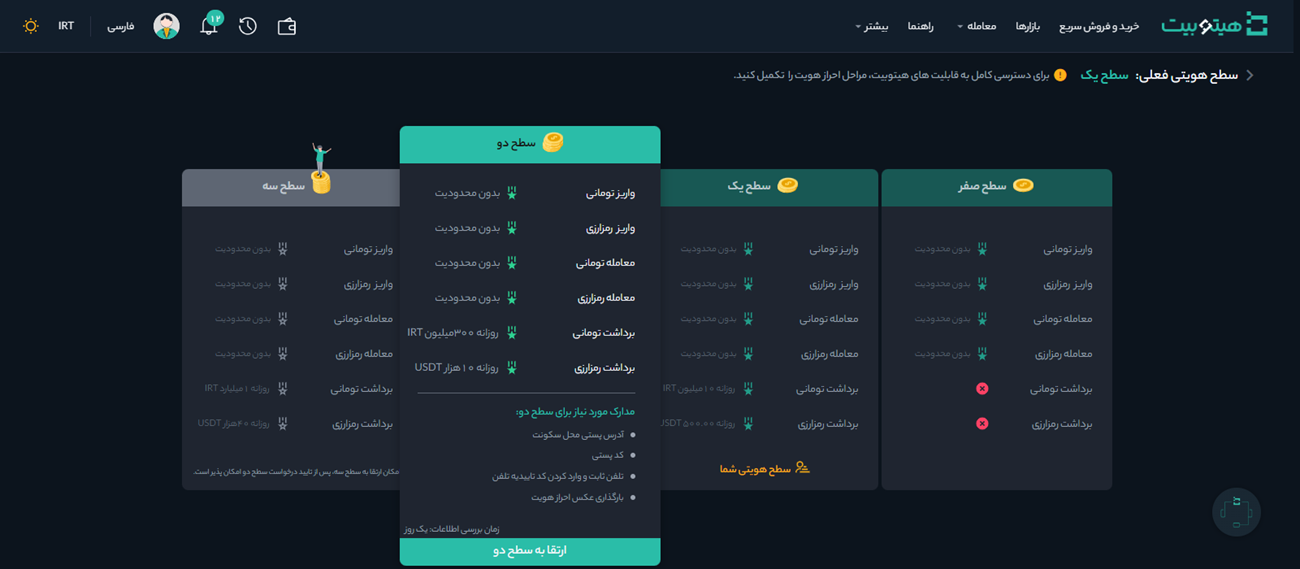 هیتوبیت
خرید و فروش سریع
بازارها
معامله
راهنما
بیشتر
۱۲
فارسی
IRT
سطح هویتی فعلی: سطح یک
برای دسترسی کامل به قابلیت های هیتوبیت، مراحل احراز هویت را تکمیل کنید.
سطح صفر
واریز تومانی بدون محدودیت
واریز رمزارزی بدون محدودیت
معامله تومانی بدون محدودیت
معامله رمزارزی بدون محدودیت
برداشت تومانی
برداشت رمزارزی
سطح یک
واریز تومانی بدون محدودیت
واریز رمزارزی بدون محدودیت
معامله تومانی بدون محدودیت
معامله رمزارزی بدون محدودیت
برداشت تومانی روزانه ۱۰ میلیون IRT
برداشت رمزارزی روزانه ۵۰۰.۰۰ USDT
سطح هویتی شما
سطح دو
واریز تومانی بدون محدودیت
واریز رمزارزی بدون محدودیت
معامله تومانی بدون محدودیت
معامله رمزارزی بدون محدودیت
برداشت تومانی روزانه ۳۰۰میلیون IRT
برداشت رمزارزی روزانه ۱۰ هزار USDT
مدارک مورد نیاز برای سطح دو:
آدرس پستی محل سکونت
کد پستی
تلفن ثابت و وارد کردن کد تاییدیه تلفن
بارگذاری عکس احراز هویت
زمان بررسی اطلاعات: یک روز
ارتقا به سطح دو
سطح سه
واریز تومانی بدون محدودیت
واریز رمزارزی بدون محدودیت
معامله تومانی بدون محدودیت
معامله رمزارزی بدون محدودیت
برداشت تومانی روزانه ۱ میلیارد IRT
برداشت رمزارزی روزانه ۴۰هزار USDT
مکان ارتقا به سطح سه، پس از تایید درخواست سطح دو امکان پذیر است.